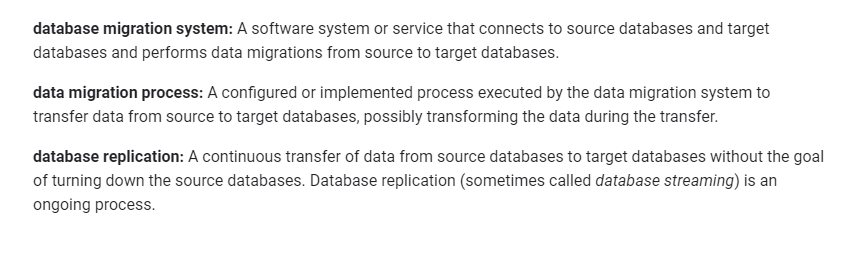 database migration system: A software system or service that connects to source databases and target
databases and performs data migrations from source to target databases.
data migration process: A configured or implemented process executed by the data migration system to
transfer data from source to target databases, possibly transforming the data during the transfer.
database replication: A continuous transfer of data from source databases to target databases without the goal
of turning down the source databases. Database replication (sometimes called database streaming) is an
ongoing process.